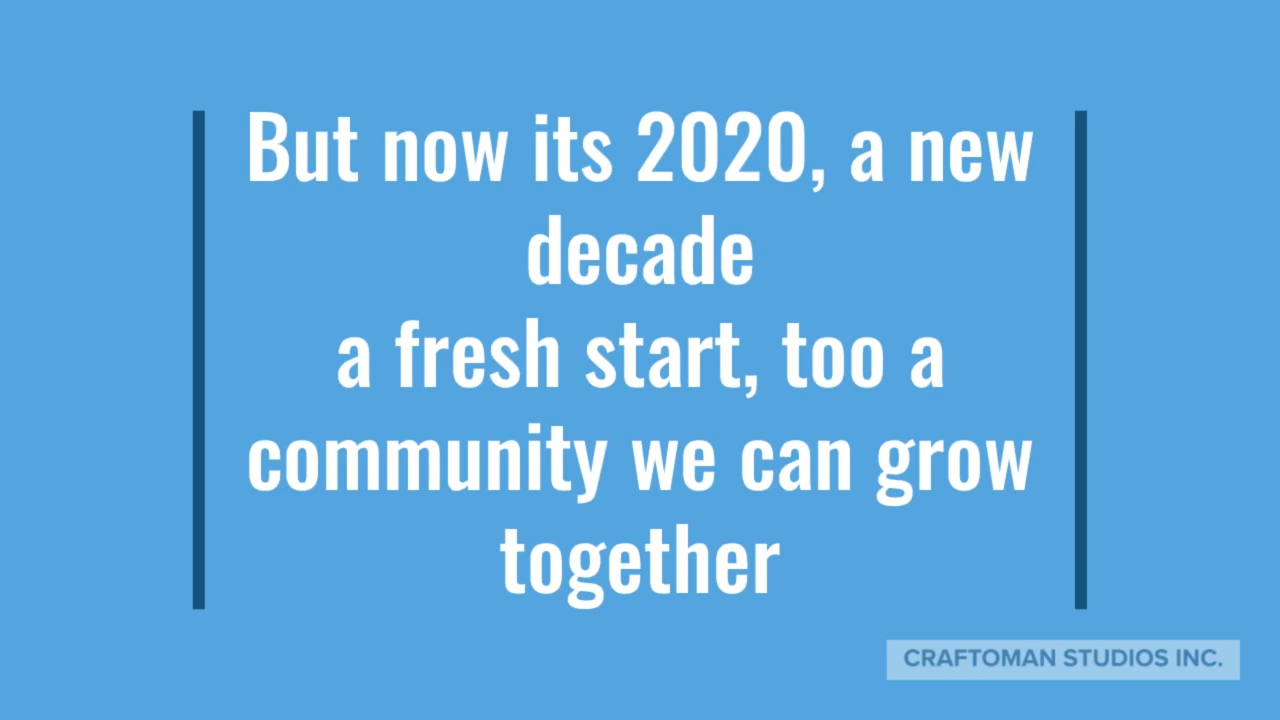 But now its 2020, a new
decade
a fresh start, too a
community we can grow
together
CRAFTOMAN STUDIOS INC.